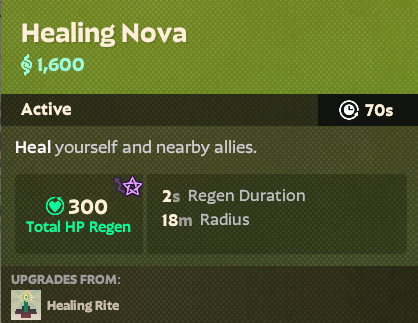 Healing Nova
1,600
Active
70s
Heal yourself and nearby allies.
300
Total HP Regen
2s Regen Duration
18m Radius
UPGRADES FROM:
Healing Rite